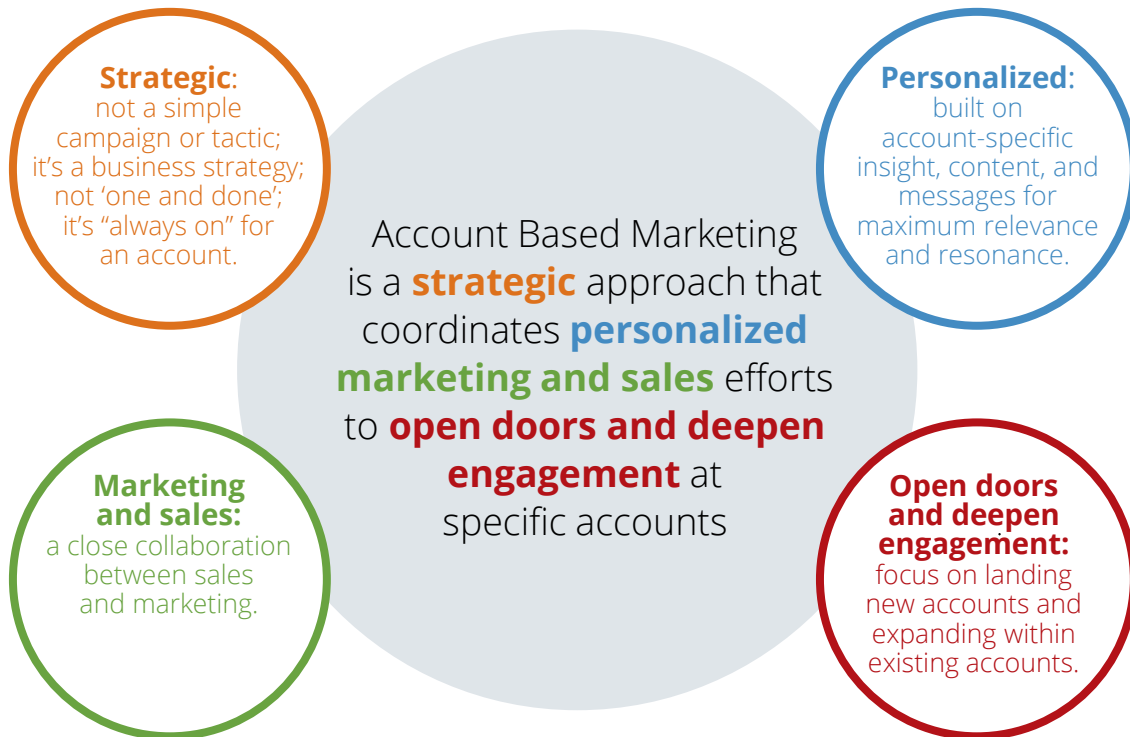 Strategic:
not a simple
campaign or tactic;
it’s a business strategy;
not ‘one and done’;
it’s “always on” for
an account.
Personalized:
built on
account-specific
insight, content, and
messages for
maximum relevance
and resonance.
Account Based Marketing
is a strategic approach that
coordinates personalized
marketing and sales efforts
to open doors and deepen
engagement at
specific accounts
Marketing
and sales:
a close collaboration
between sales
and marketing.
Open doors
and deepen
engagement:
focus on landing
new accounts and
expanding within
existing accounts.